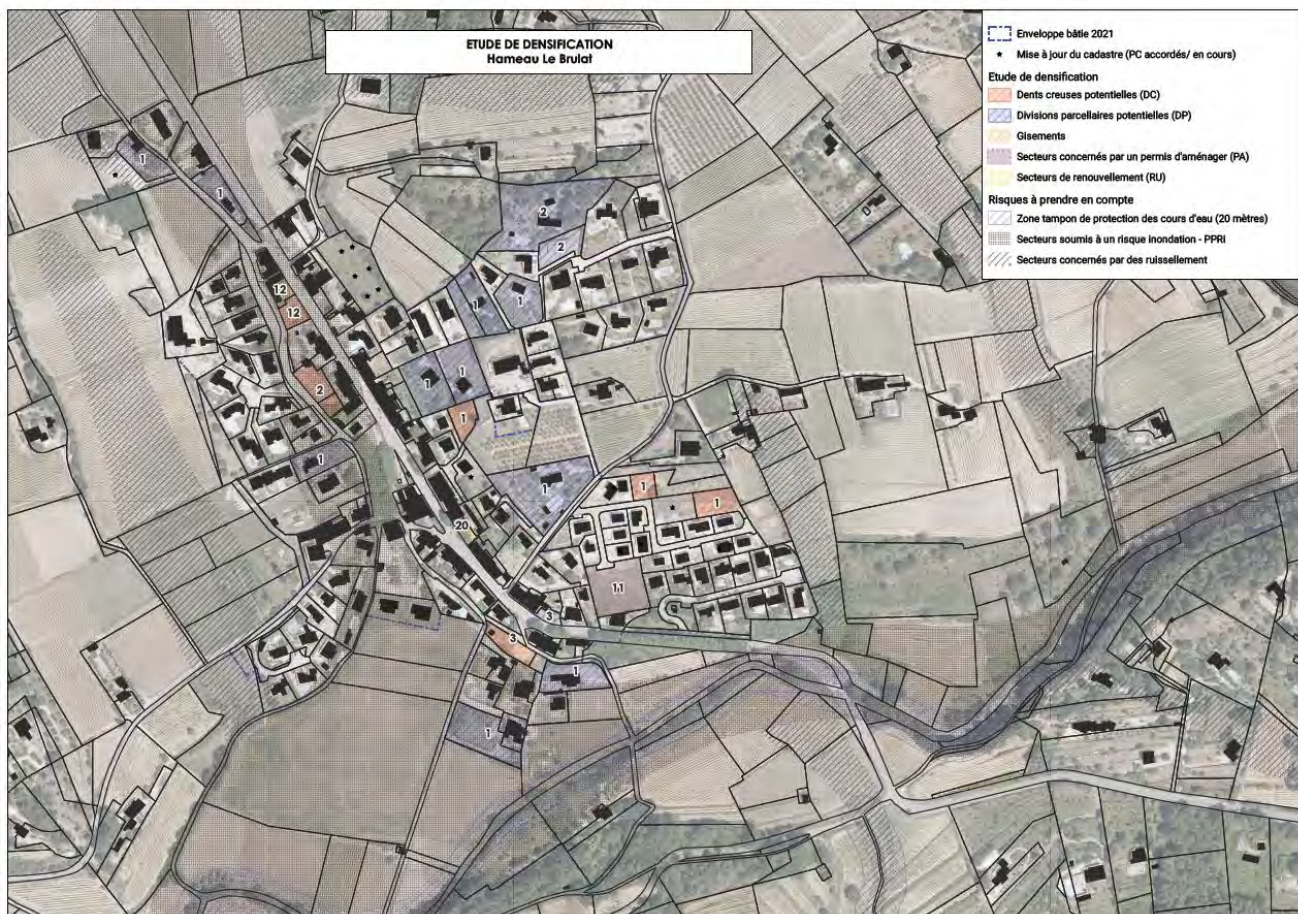 ETUDE DE DENSIFICATION
Hameau Le Brulat
Enveloppe bâtie 2021
Mise à jour du cadastre (PC accordés/ en cours)
Etude de densification
Dents creuses potentielles (DC)
Divisions parcellaires potentielles (DP)
Gisements
Secteurs concernés par un permis d'aménager (PA)
Secteurs de renouvellement (RU)
Risques à prendre en compte
Zone tampon de protection des cours d'eau (20 mètres)
Secteurs soumis à un risque inondation - PPRI
Secteurs concernés par des ruissellement
1
1
2
2
1
1
12
12
1
1
2
1
1
1
1
1
20
11
3
3
1
1